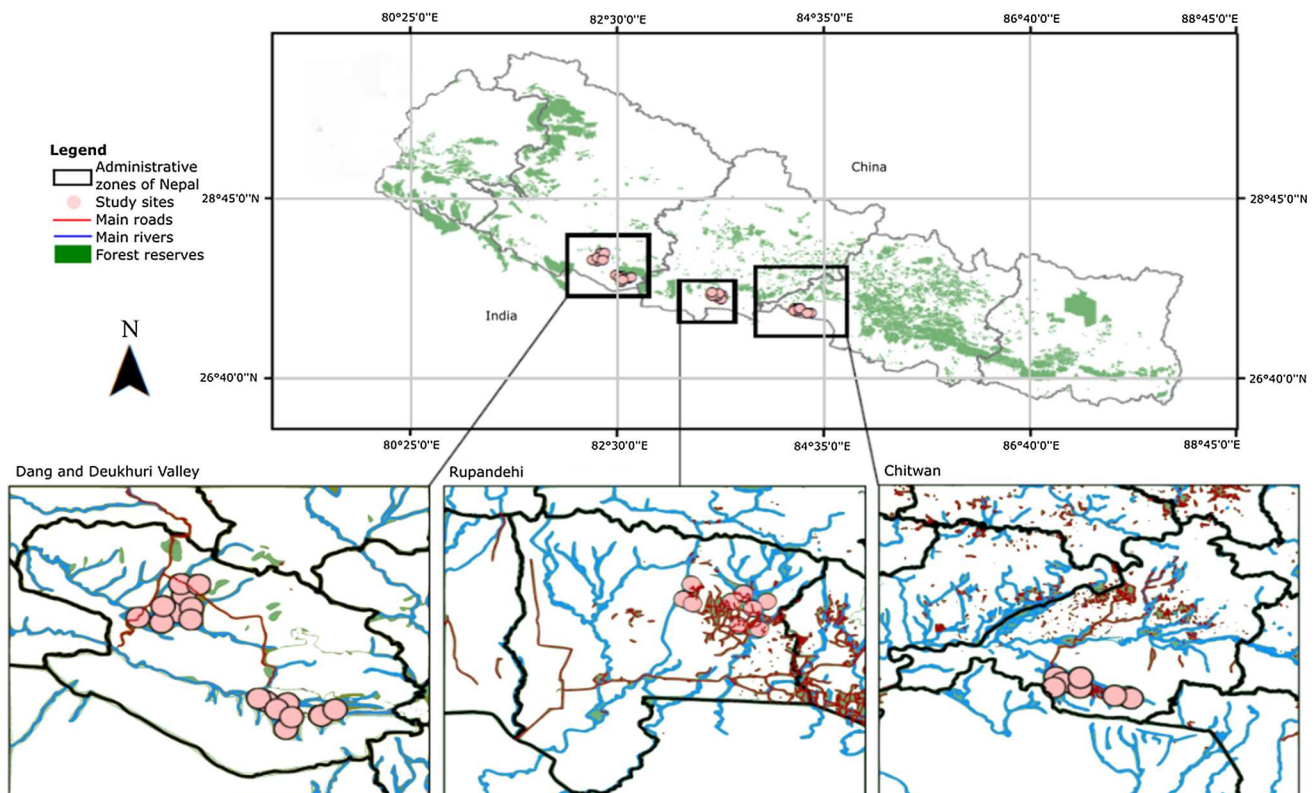 80°25'0"E 82°30'0"E 84°35'0"E 86°40'0"E 88°45'0"E
China
Legend
Administrative
zones of Nepal
Study sites
Main roads
Main rivers
Forest reserves
28°45'0"N 28°45'0"N
India
N
26°40'0"N 26°40'0"N
80°25'0"E 82°30'0"E 84°35'0"E 86°40'0"E 88°45'0"E
Dang and Deukhuri Valley Rupandehi Chitwan